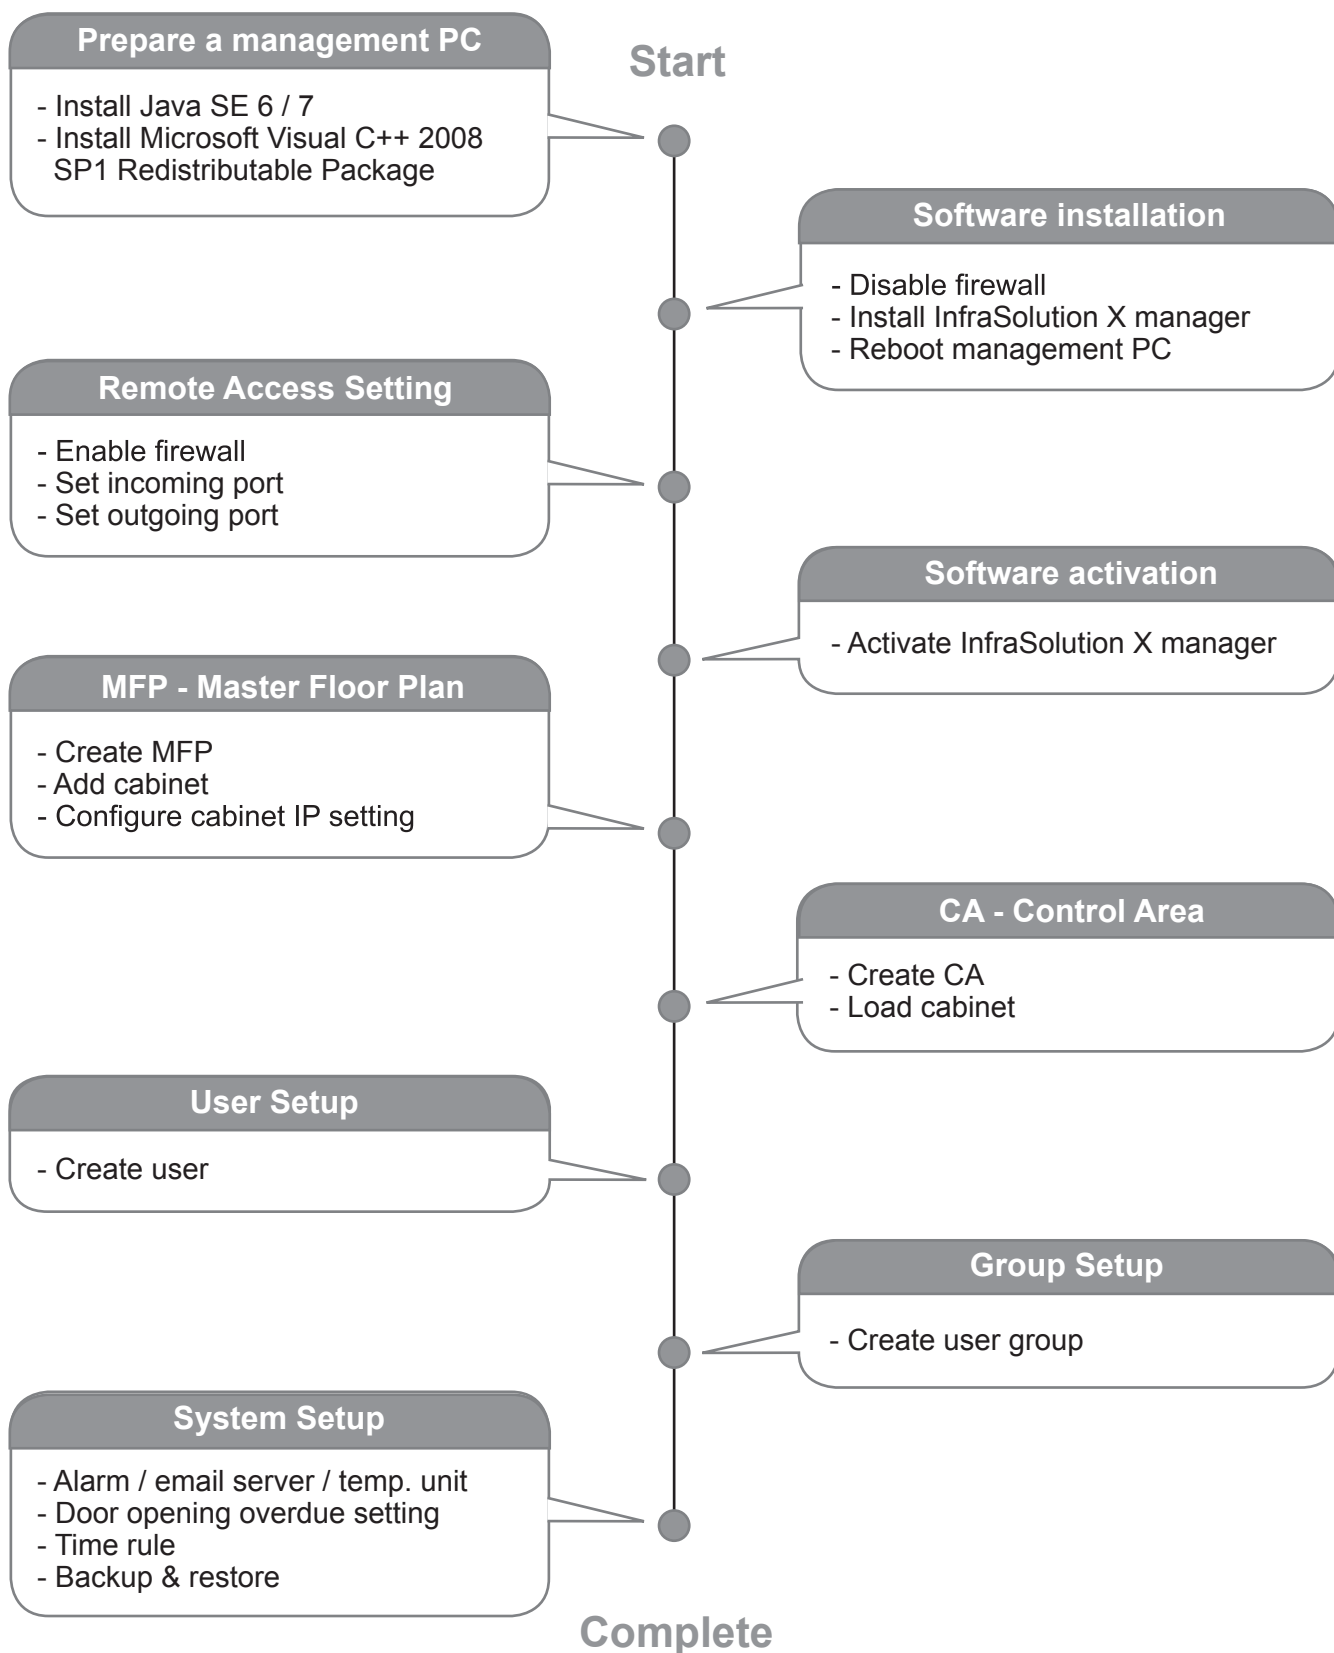 Start
Prepare a management PC
- Install Java SE 6 / 7
- Install Microsoft Visual C++ 2008
SP1 Redistributable Package
Software installation
- Disable firewall
- Install InfraSolution X manager
- Reboot management PC
Remote Access Setting
- Enable firewall
- Set incoming port
- Set outgoing port
Software activation
- Activate InfraSolution X manager
MFP - Master Floor Plan
- Create MFP
- Add cabinet
- Configure cabinet IP setting
CA - Control Area
- Create CA
- Load cabinet
User Setup
- Create user
Group Setup
- Create user group
System Setup
- Alarm / email server / temp. unit
- Door opening overdue setting
- Time rule
- Backup & restore
Complete